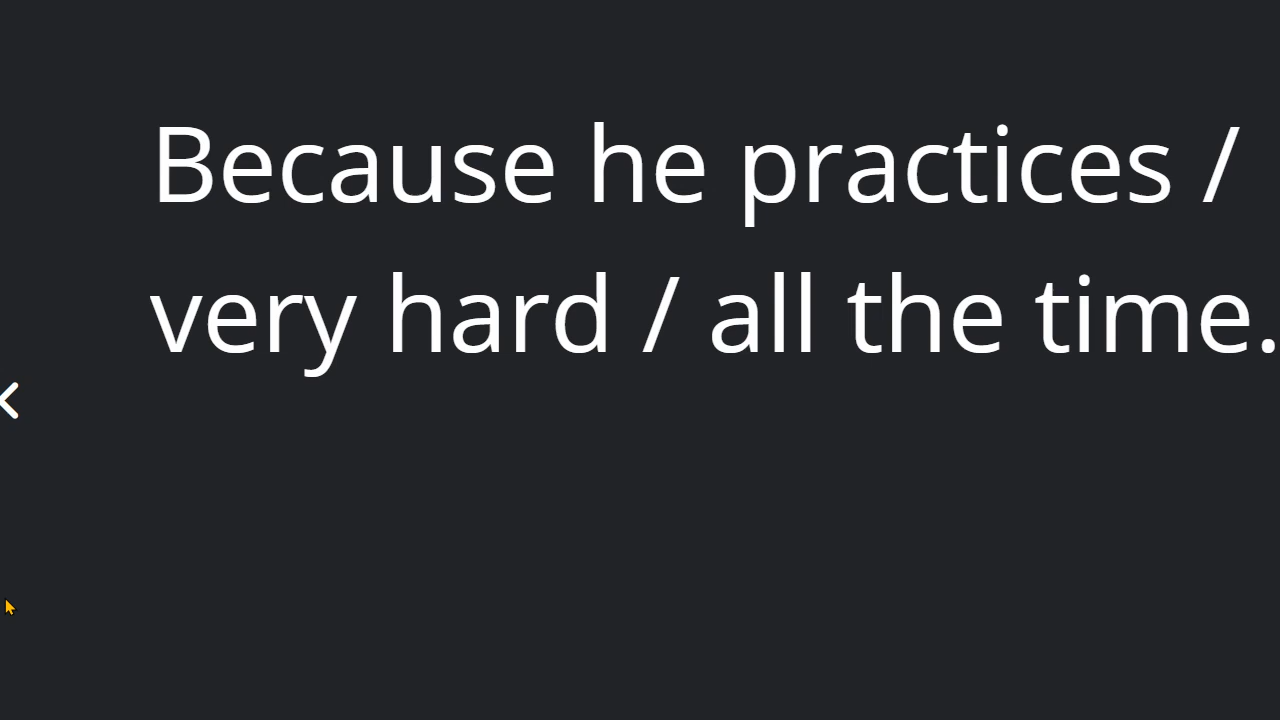 Because he practices /
very hard / all the time.